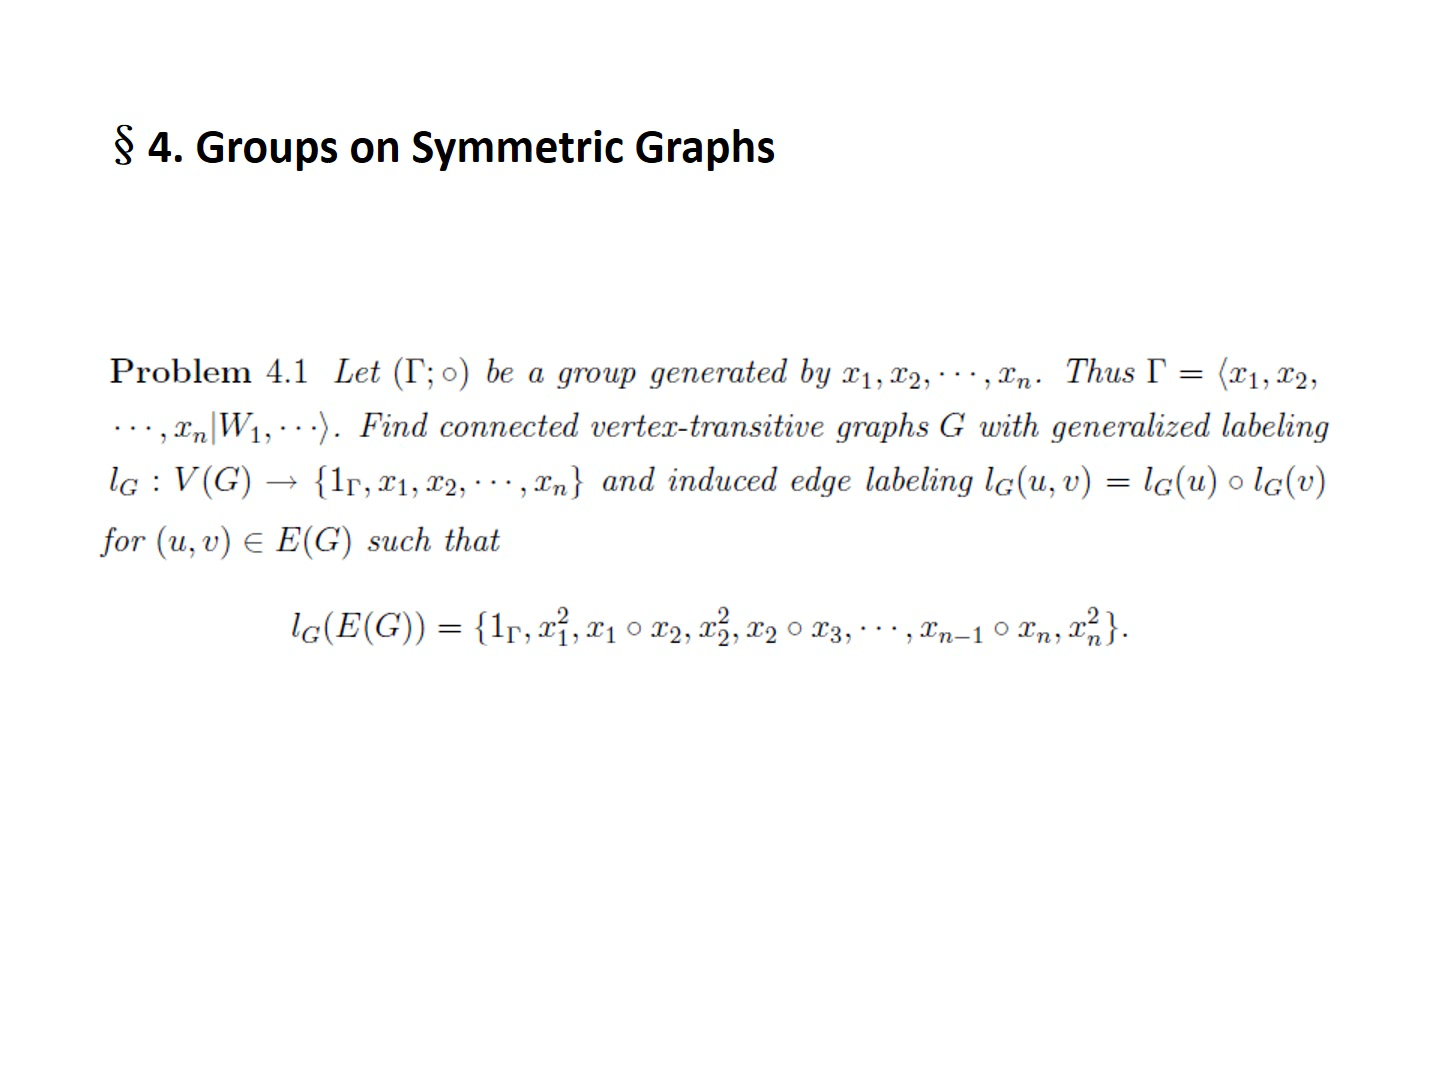 § 4. Groups on Symmetric Graphs
Problem 4.1 Let (Γ; ∘) be a group generated by x₁, x₂, ⋯, xₙ. Thus Γ = ⟨x₁, x₂,
⋯, xₙ|W₁, ⋯⟩. Find connected vertex-transitive graphs G with generalized labeling
l_G : V(G) → {1_Γ, x₁, x₂, ⋯, xₙ} and induced edge labeling l_G(u, v) = l_G(u) ∘ l_G(v)
for (u, v) ∈ E(G) such that
l_G(E(G)) = {1_Γ, x₁², x₁ ∘ x₂, x₂², x₂ ∘ x₃, ⋯, xₙ₋₁ ∘ xₙ, xₙ²}.